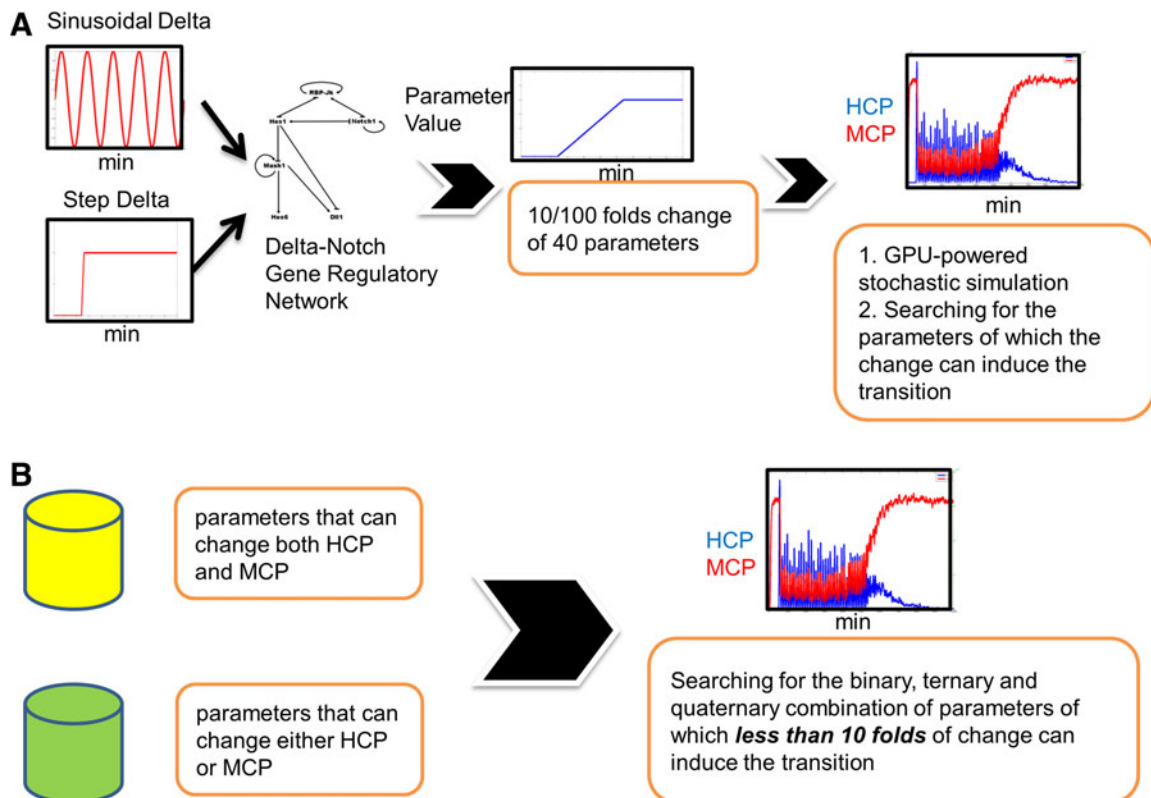 A
Sinusoidal Delta
min
Step Delta
min
RBP-Jk
Hes1
Notch1
Mash1
Hes6
Dll1
Delta-Notch
Gene Regulatory
Network
Parameter
Value
min
10/100 folds change
of 40 parameters
HCP
MCP
min
1. GPU-powered
stochastic simulation
2. Searching for the
parameters of which the
change can induce the
transition
B
parameters that can
change both HCP
and MCP
parameters that can
change either HCP
or MCP
HCP
MCP
min
Searching for the binary, ternary and
quaternary combination of parameters of
which less than 10 folds of change can
induce the transition